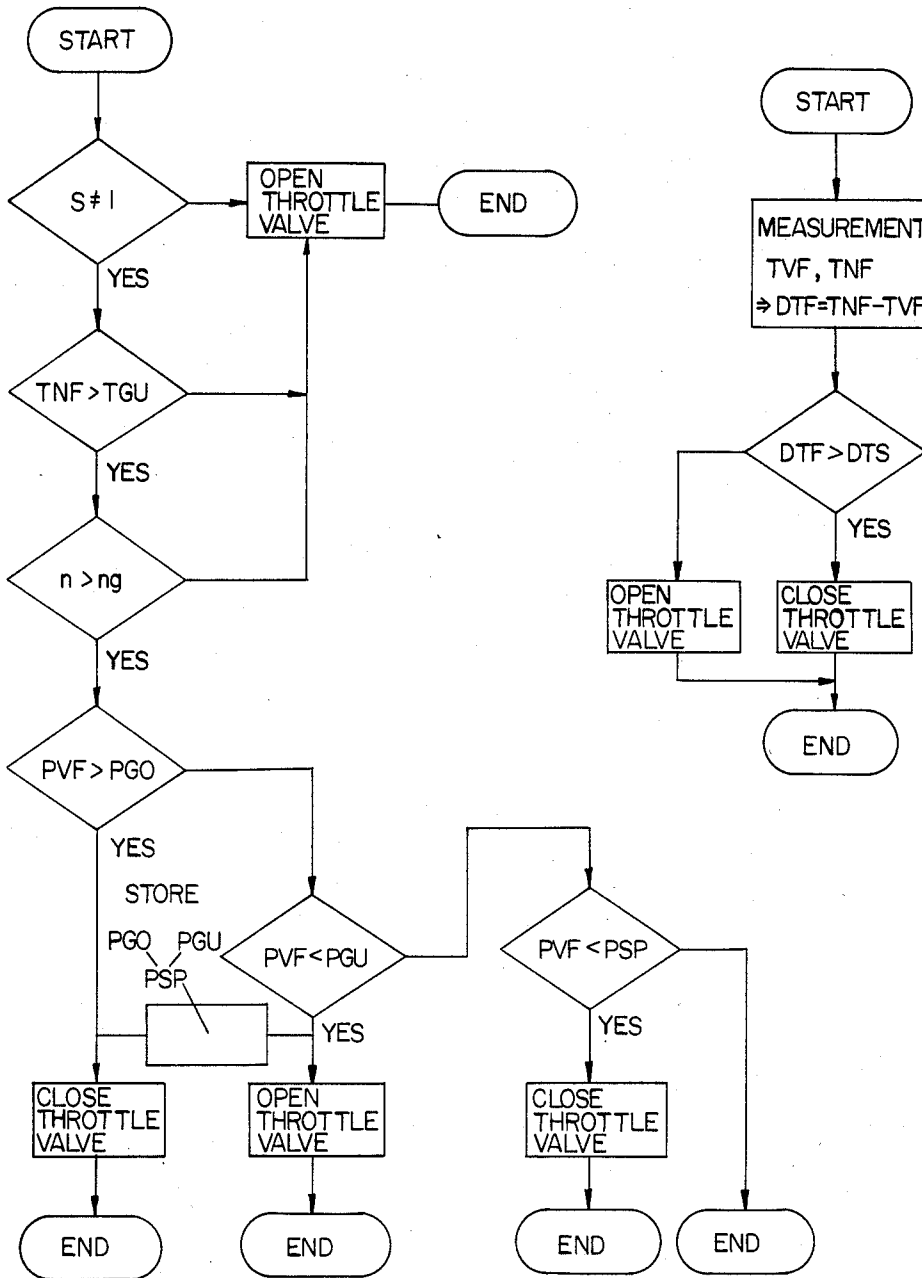 START
S≠1
YES
OPEN
THROTTLE
VALVE
END
TNF>TGU
YES
n>ng
YES
PVF>PGO
YES
STORE
PGO PGU
PSP
PVF<PGU
YES
PVF<PSP
YES
CLOSE
THROTTLE
VALVE
OPEN
THROTTLE
VALVE
CLOSE
THROTTLE
VALVE
END
END
END
END
START
MEASUREMENT
TVF, TNF
⇒DTF=TNF-TVF
DTF>DTS
YES
OPEN
THROTTLE
VALVE
CLOSE
THROTTLE
VALVE
END